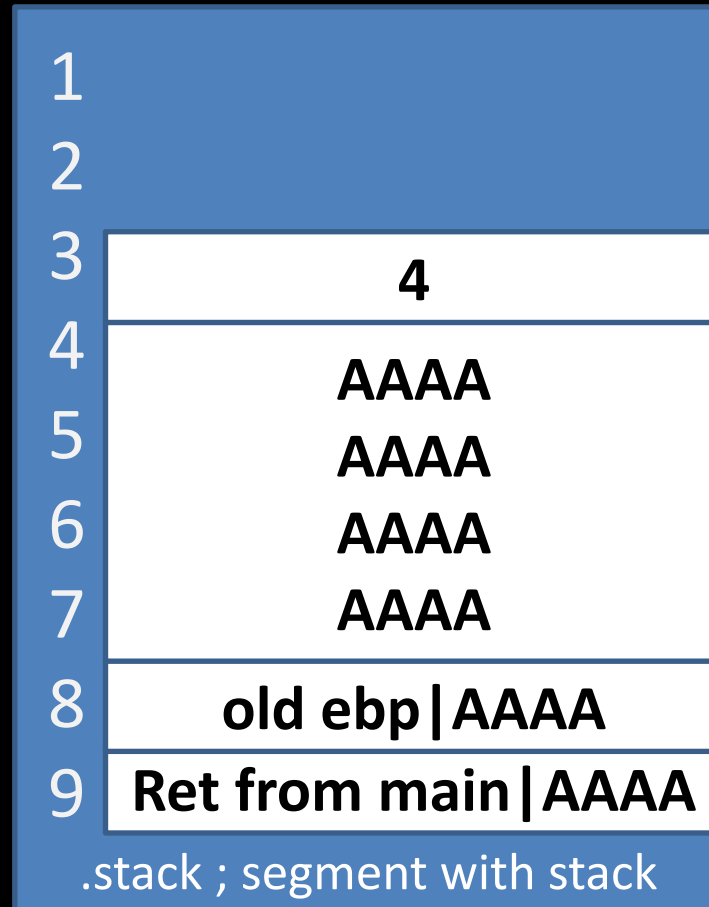 1
2
3 4
4 AAAA
5 AAAA
6 AAAA
7 AAAA
8 old ebp|AAAA
9 Ret from main|AAAA
.stack ; segment with stack